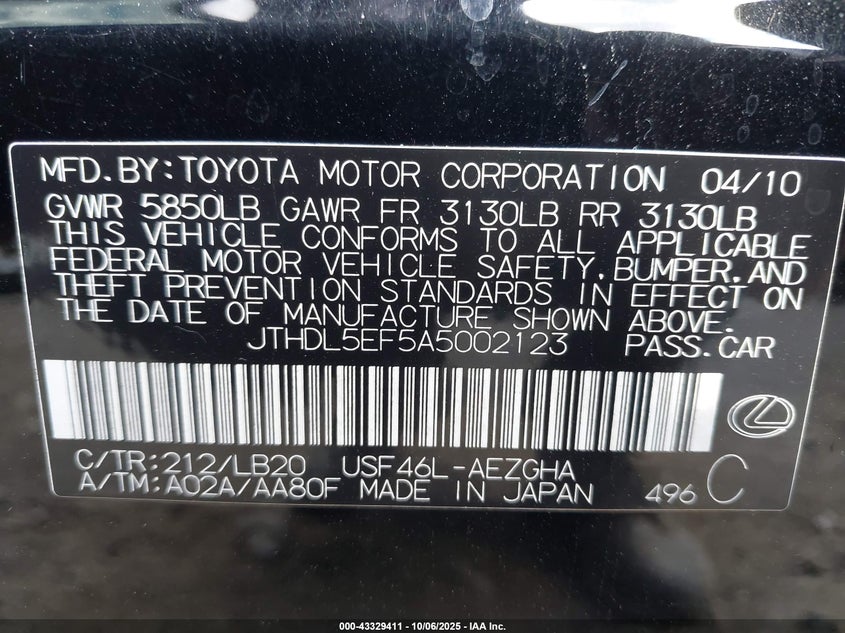 MFD.BY:TOYOTA MOTOR CORPORATION 04/10
GVWR 5850LB GAWR FR 3130LB RR 3130LB
THIS VEHICLE CONFORMS TO ALL APPLICABLE
FEDERAL MOTOR VEHICLE SAFETY,BUMPER,AND
THEFT PREVENTION STANDARDS IN EFFECT ON
THE DATE OF MANUFACTURE SHOWN ABOVE.
JTHDL5EF5A5002123 PASS.CAR
C/TR:212/LB20 USF46L-AEZGHA
A/TM:A02A/AA80F MADE IN JAPAN 496 C
000-43329411 - 10/06/2025 - IAA Inc.